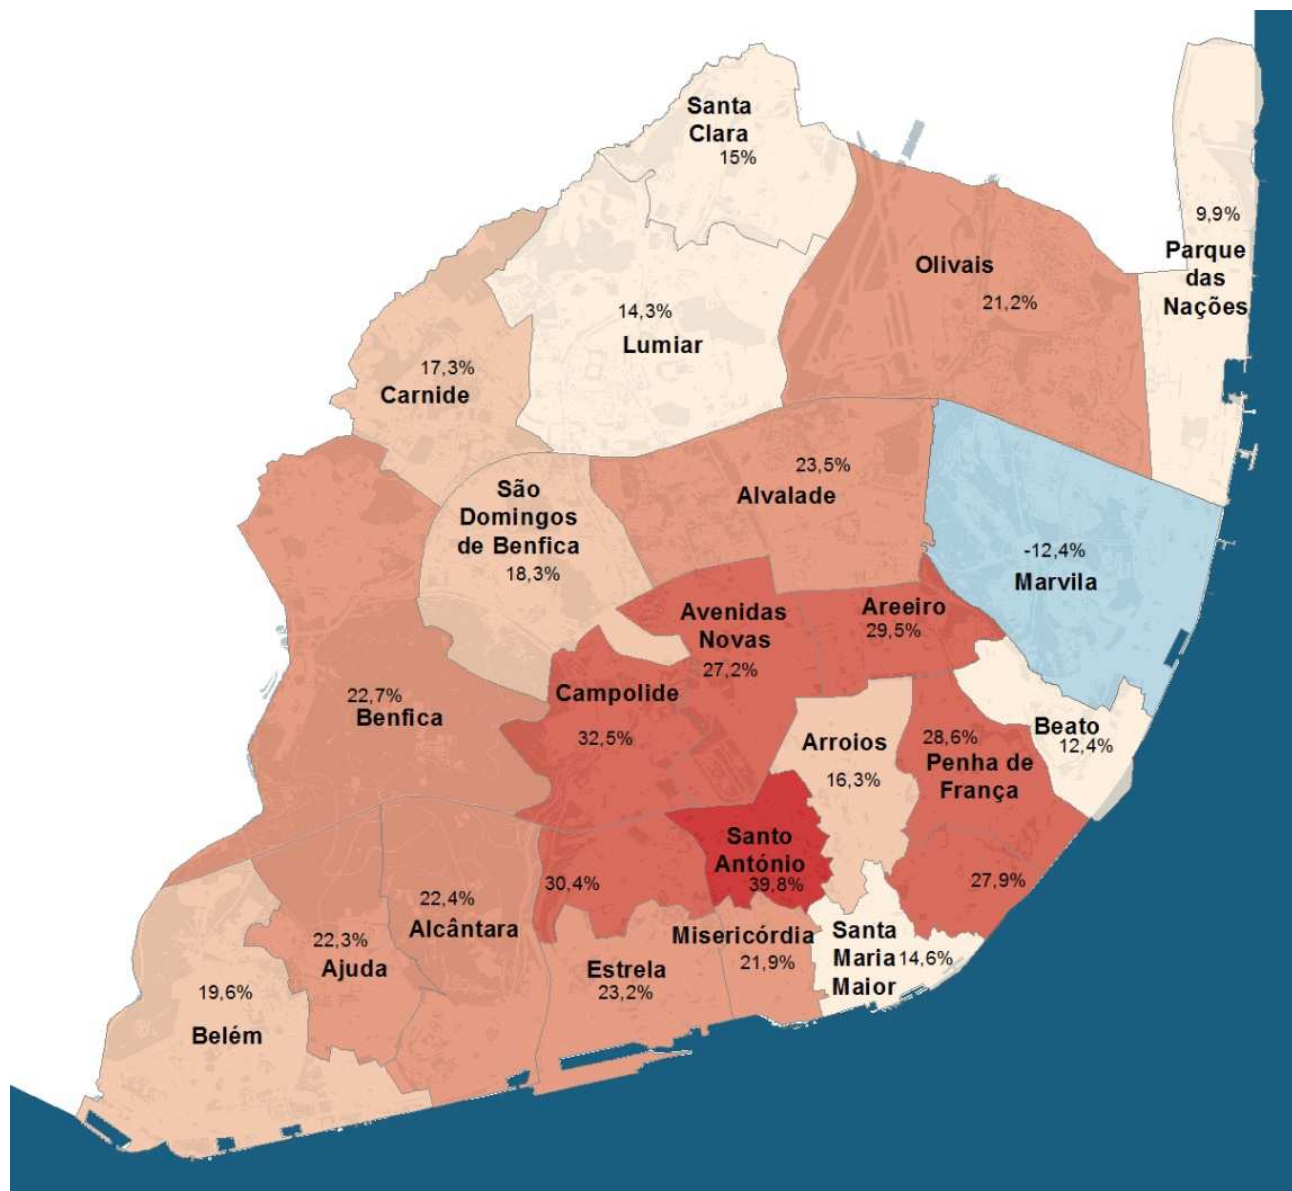 Santa
Clara
15%
9,9%
Parque
das
Nações
Olivais
21,2%
14,3%
Lumiar
17,3%
Carnide
23,5%
Alvalade
São
Domingos
de Benfica
18,3%
-12,4%
Marvila
Avenidas
Novas
27,2%
Areeiro
29,5%
22,7%
Benfica
Campolide
32,5%
Arroios
16,3%
28,6%
Penha de
França
Beato
12,4%
Santo
António
39,8%
30,4%
27,9%
22,4%
Alcântara
22,3%
Ajuda
Misericórdia
21,9%
Santa
Maria
Maior
14,6%
Estrela
23,2%
19,6%
Belém